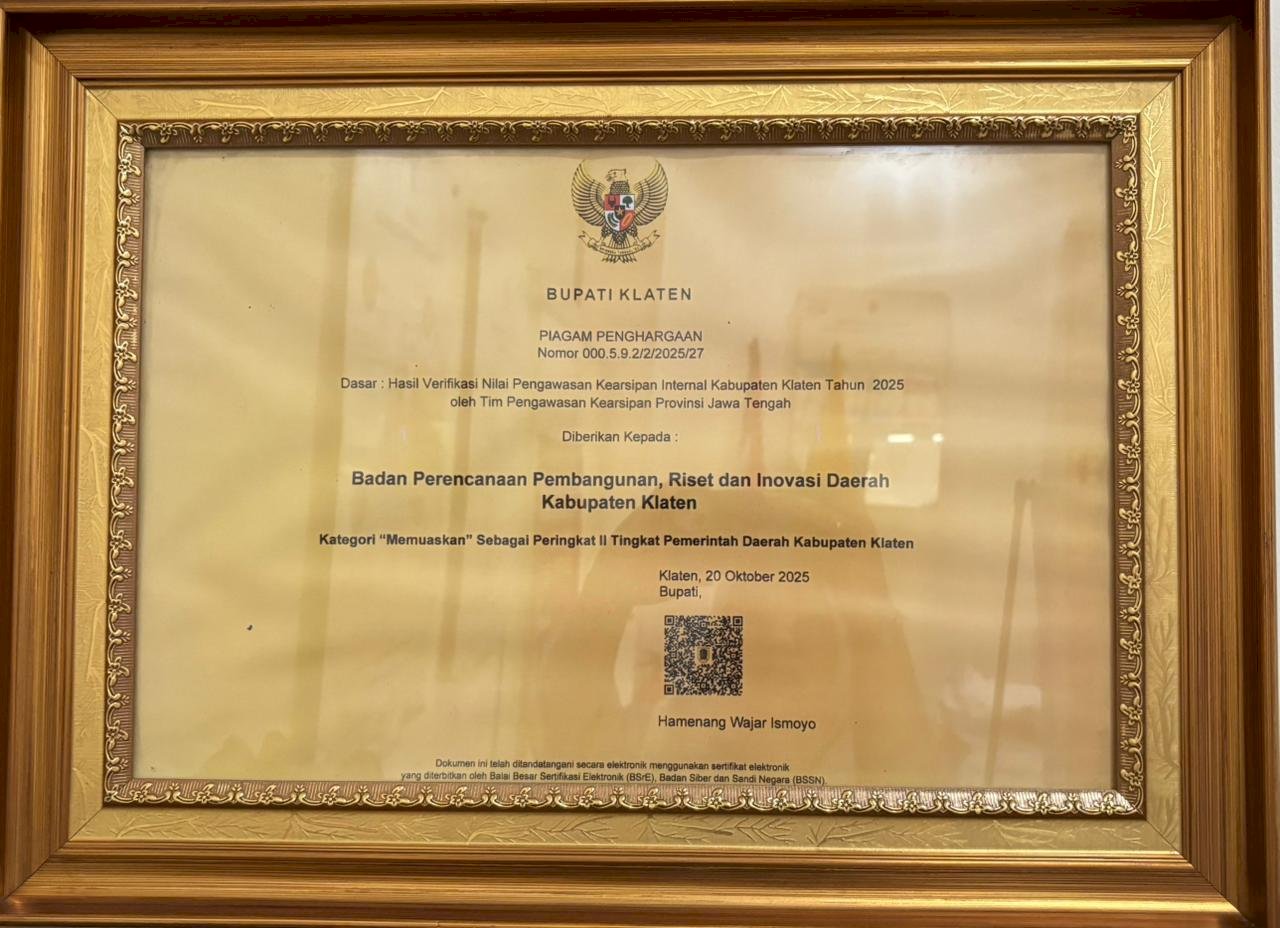 BUPATI KLATEN
PIAGAM PENGHARGAAN
Nomor 000.5.9.2/2/2025/27
Dasar : Hasil Verifikasi Nilai Pengawasan Kearsipan Internal Kabupaten Klaten Tahun 2025
oleh Tim Pengawasan Kearsipan Provinsi Jawa Tengah
Diberikan Kepada :
Badan Perencanaan Pembangunan, Riset dan Inovasi Daerah
Kabupaten Klaten
Kategori “Memuaskan” Sebagai Peringkat II Tingkat Pemerintah Daerah Kabupaten Klaten
Klaten, 20 Oktober 2025
Bupati,
Hamenang Wajar Ismoyo
Dokumen ini telah ditandatangani secara elektronik menggunakan sertifikat elektronik
yang diterbitkan oleh Balai Besar Sertifikasi Elektronik (BSrE), Badan Siber dan Sandi Negara (BSSN).